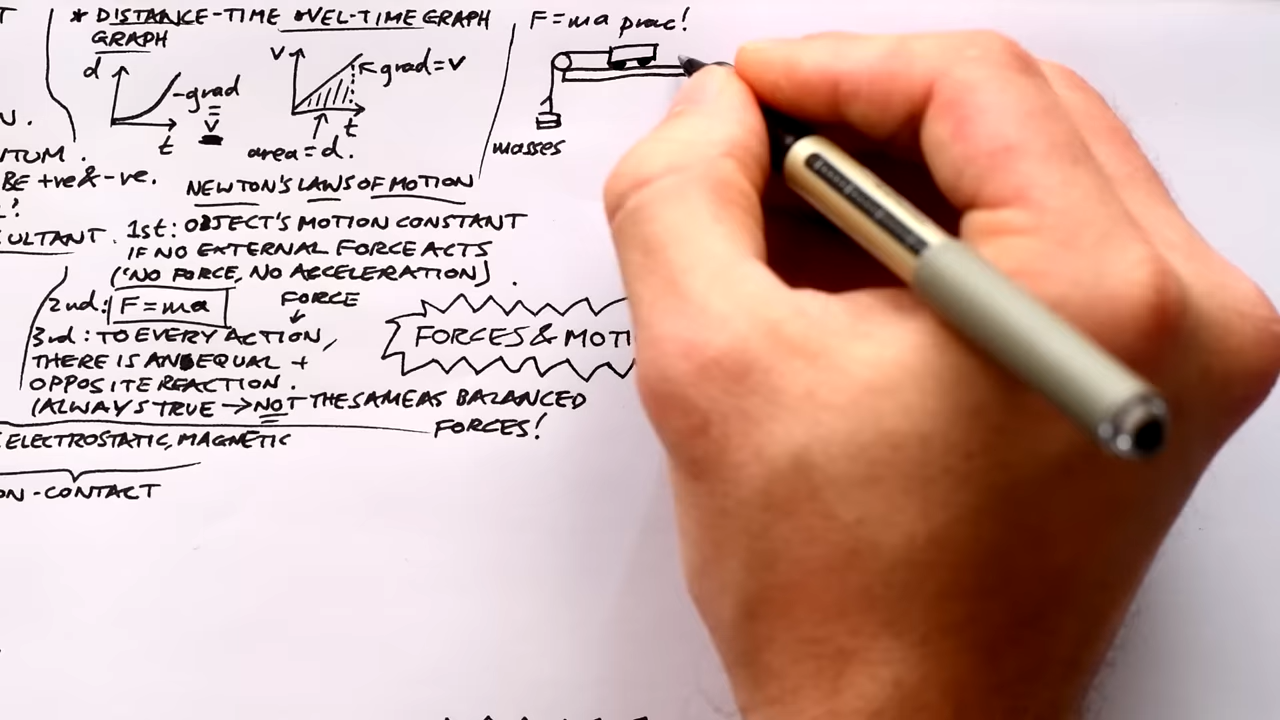 * DISTANCE-TIME
GRAPH
d
-grad
=
v
t
○VEL-TIME GRAPH
v
grad=v
t
area=d.
F=ma prac!
masses
BE +ve & -ve.
NEWTON'S LAWS OF MOTION
1st: OBJECT'S MOTION CONSTANT
IF NO EXTERNAL FORCE ACTS
("NO FORCE, NO ACCELERATION)
2nd: F=ma
FORCE
3rd: TO EVERY ACTION,
THERE IS AN EQUAL +
OPPOSITE REACTION.
(ALWAYS TRUE → NOT THE SAME AS BALANCED
FORCES!
FORCES & MOTI
ULTANT.
ELECTROSTATIC, MAGNETIC
ON-CONTACT